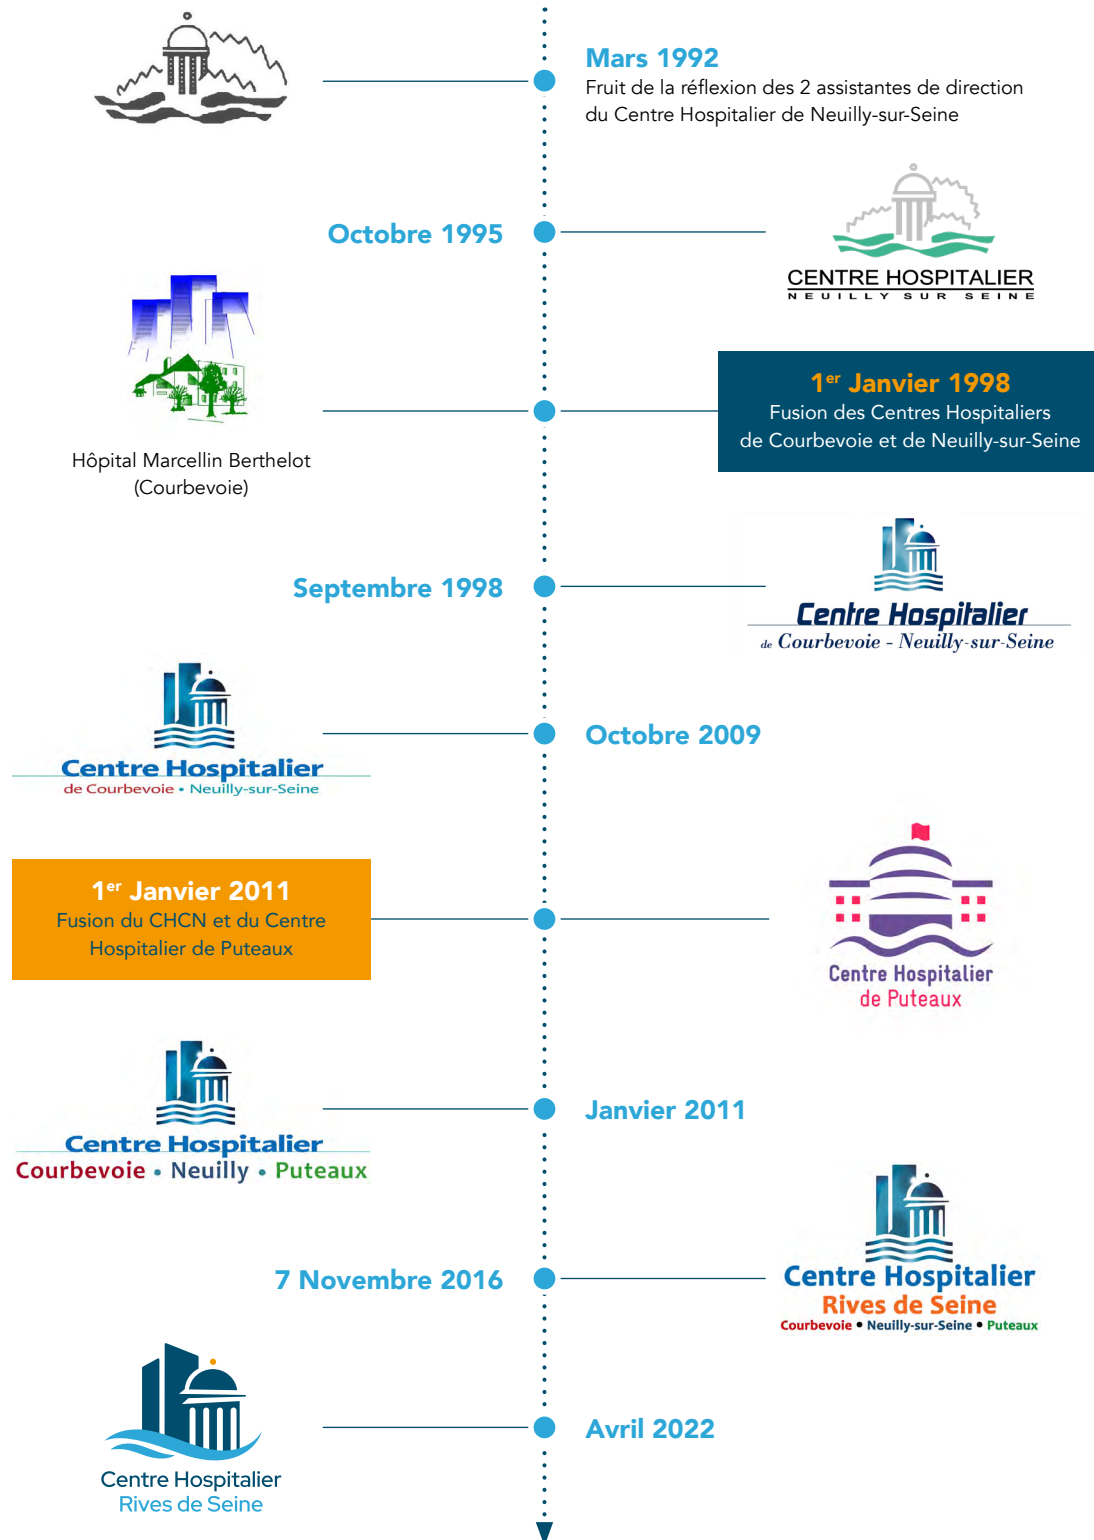 Mars 1992
Fruit de la réflexion des 2 assistantes de direction
du Centre Hospitalier de Neuilly-sur-Seine
Octobre 1995
CENTRE HOSPITALIER
NEUILLY SUR SEINE
Hôpital Marcellin Berthelot
(Courbevoie)
1er Janvier 1998
Fusion des Centres Hospitaliers
de Courbevoie et de Neuilly-sur-Seine
Septembre 1998
Centre Hospitalier
de Courbevoie - Neuilly-sur-Seine
Centre Hospitalier
de Courbevoie • Neuilly-sur-Seine
Octobre 2009
1er Janvier 2011
Fusion du CHCN et du Centre
Hospitalier de Puteaux
Centre Hospitalier
de Puteaux
Centre Hospitalier
Courbevoie • Neuilly • Puteaux
Janvier 2011
7 Novembre 2016
Centre Hospitalier
Rives de Seine
Courbevoie • Neuilly-sur-Seine • Puteaux
Centre Hospitalier
Rives de Seine
Avril 2022